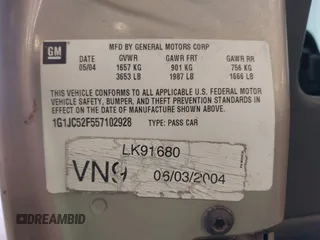 GM
MFD BY GENERAL MOTORS CORP
DATE GVWR GAWR FRT GAWR RR
05/04 1657 KG 901 KG 756 KG
3653 LB 1987 LB 1666 LB
THIS VEHICLE CONFORMS TO ALL APPLICABLE U.S. FEDERAL MOTOR
VEHICLE SAFETY, BUMPER, AND THEFT PREVENTION STANDARDS IN
EFFECT ON THE DATE OF MANUFACTURE SHOWN ABOVE.
1G1JC52F557102928 TYPE: PASS CAR
LK91680
VN9 06/03/2004
AUTOBIDMASTER